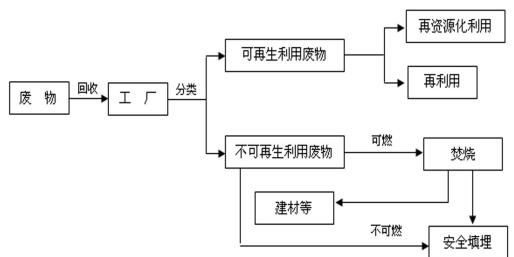 再资源化利用
可再生利用废物
再利用
废 物
回收
工 厂
分类
不可再生利用废物
可燃
焚烧
建材等
不可燃
安全填埋